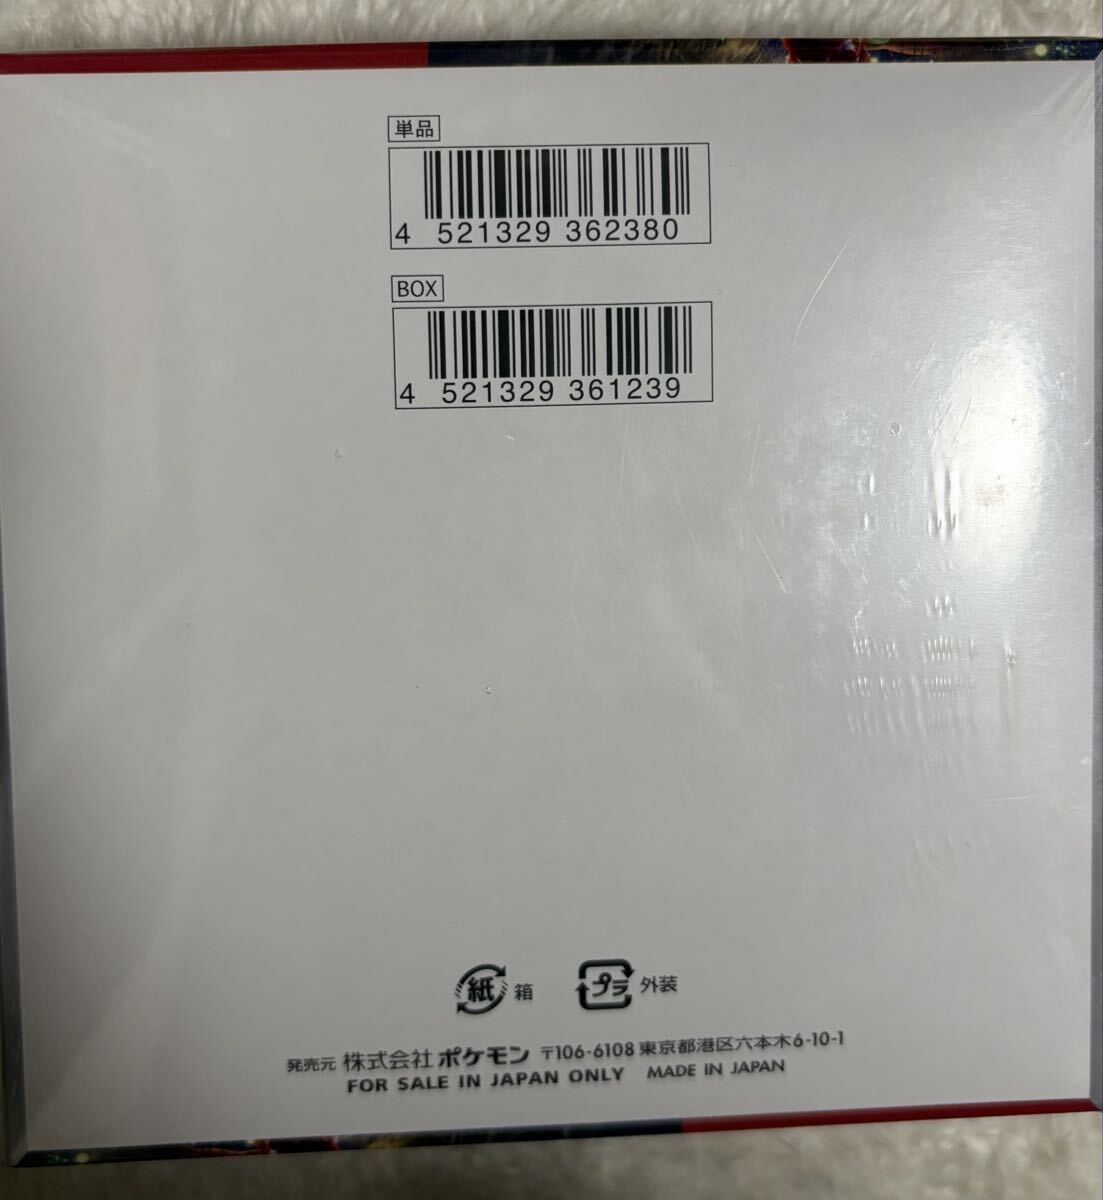 単品
4 521329 362380
BOX
4 521329 361239
紙 箱 プラ 外装
発売元 株式会社 ポケモン 〒106-6108 東京都港区六本木6-10-1
FOR SALE IN JAPAN ONLY MADE IN JAPAN